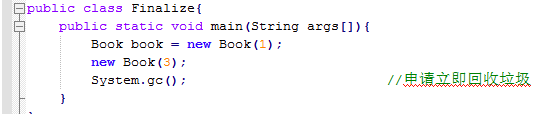 public class Finalize{
    public static void main(String args[]){
        Book book = new Book(1);
        new Book(3);
        System.gc();                         //申请立即回收垃圾
    }